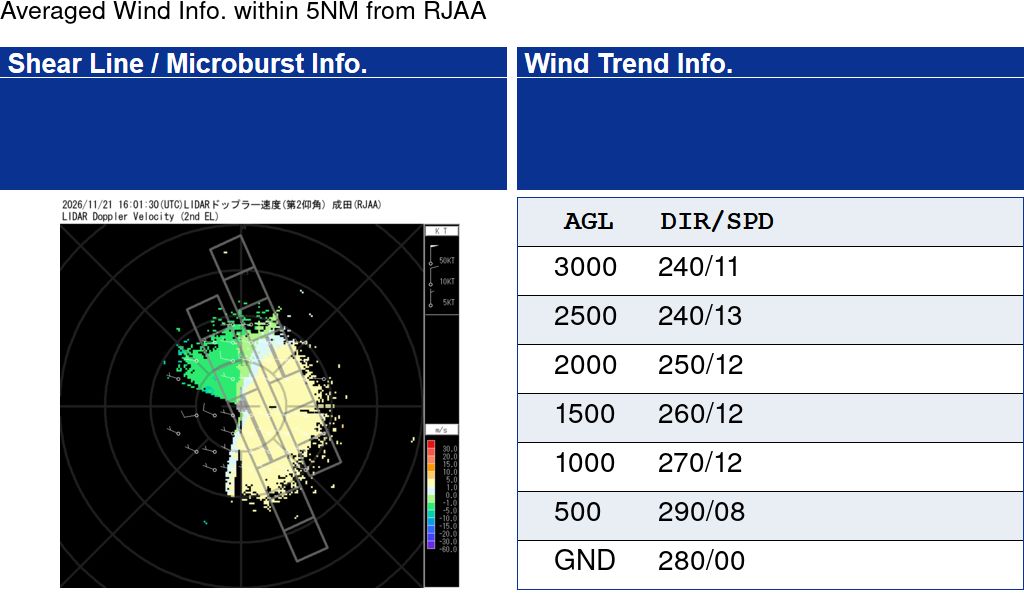 Averaged Wind Info. within 5NM from RJAA
Shear Line / Microburst Info.
Wind Trend Info.
2026/11/21 16:01:30(UTC)LIDARドップラー速度(第2仰角) 成田(RJAA)
LIDAR Doppler Velocity (2nd EL)
KT
50KT
10KT
5KT
m/s
30.0
20.0
15.0
10.0
5.0
1.0
0.0
-1.0
-5.0
-10.0
-15.0
-20.0
-30.0
-60.0
AGL DIR/SPD
3000 240/11
2500 240/13
2000 250/12
1500 260/12
1000 270/12
500 290/08
GND 280/00